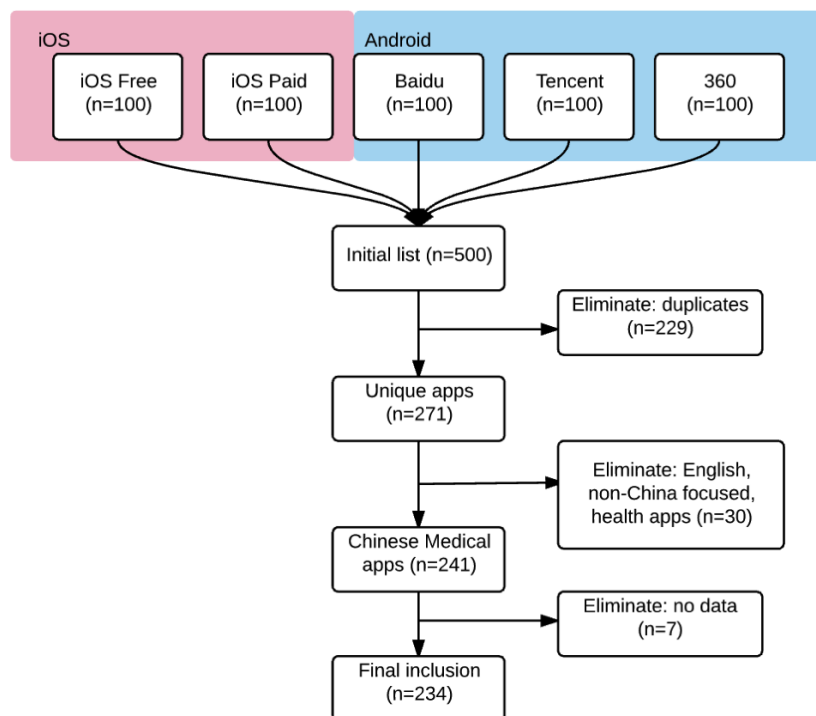 iOS
Android
iOS Free
(n=100)
iOS Paid
(n=100)
Baidu
(n=100)
Tencent
(n=100)
360
(n=100)
Initial list (n=500)
Eliminate: duplicates
(n=229)
Unique apps
(n=271)
Eliminate: English,
non-China focused,
health apps (n=30)
Chinese Medical
apps (n=241)
Eliminate: no data
(n=7)
Final inclusion
(n=234)